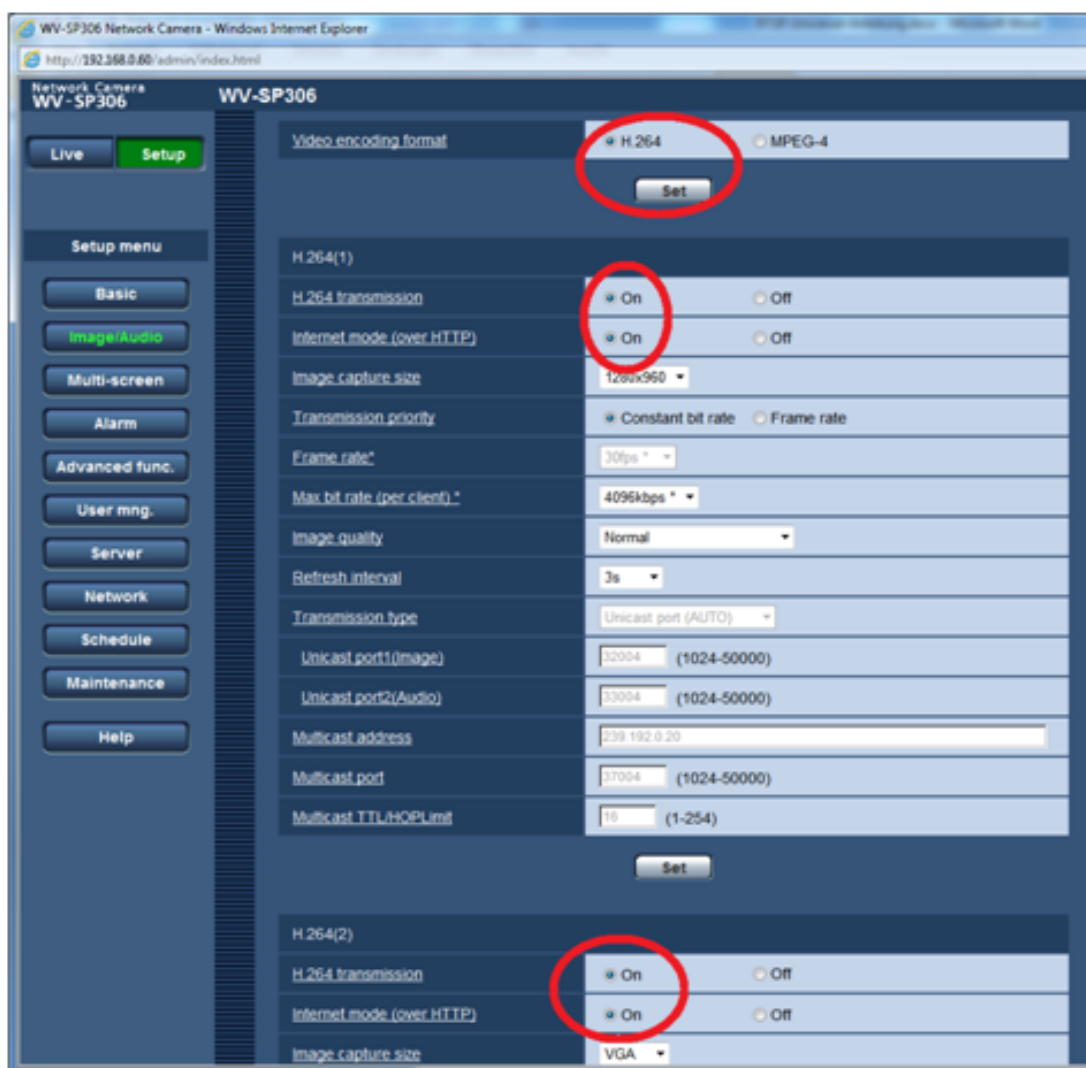 WV-SP306 Network Camera - Windows Internet Explorer
http://192.168.0.60/admin/index.html
Network Camera
WV-SP306
WV-SP306
Live
Setup
Setup menu
Basic
Image/Audio
Multi-screen
Alarm
Advanced func.
User mng.
Server
Network
Schedule
Maintenance
Help
Video encoding format H.264 MPEG-4
Set
H.264(1)
H.264 transmission On Off
Internet mode (over HTTP) On Off
Image capture size 1280x960
Transmission priority Constant bit rate Frame rate
Frame rate* 30fps *
Max bit rate (per client) * 4096kbps *
Image quality Normal
Refresh interval 3s
Transmission type Unicast port (AUTO)
Unicast port1(Image) 32004 (1024-50000)
Unicast port2(Audio) 33004 (1024-50000)
Multicast address 239.192.0.20
Multicast port 37004 (1024-50000)
Multicast TTL/HOPLimit 16 (1-254)
Set
H.264(2)
H.264 transmission On Off
Internet mode (over HTTP) On Off
Image capture size VGA